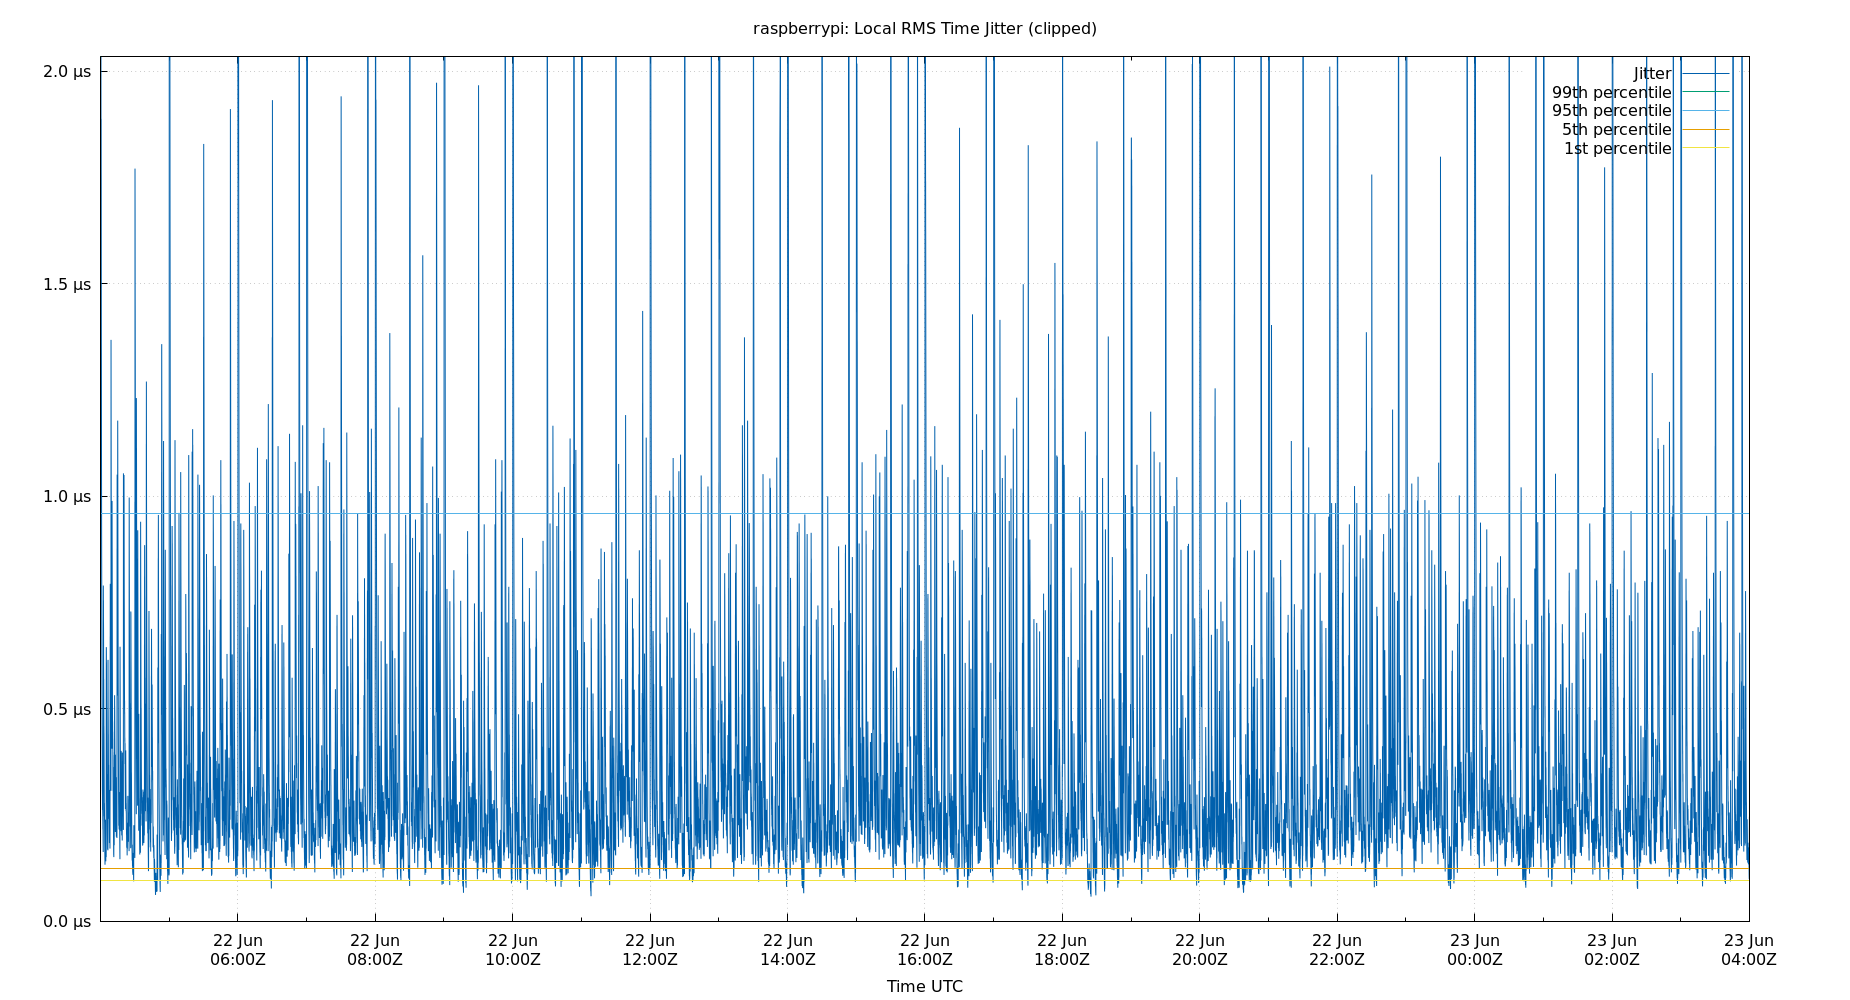 raspberrypi: Local RMS Time Jitter (clipped)
2.0 µs
1.5 µs
1.0 µs
0.5 µs
0.0 µs
Jitter
99th percentile
95th percentile
5th percentile
1st percentile
22 Jun 22 Jun 22 Jun 22 Jun 22 Jun 22 Jun 22 Jun 22 Jun 22 Jun 23 Jun 23 Jun 23 Jun
06:00Z 08:00Z 10:00Z 12:00Z 14:00Z 16:00Z 18:00Z 20:00Z 22:00Z 00:00Z 02:00Z 04:00Z
Time UTC